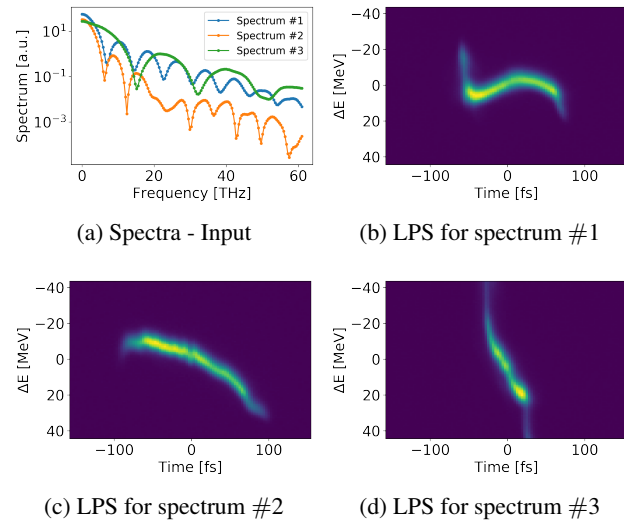 Spectrum [a.u.]
10¹
10⁻¹
10⁻³
0 20 40 60
Frequency [THz]
Spectrum #1
Spectrum #2
Spectrum #3
(a) Spectra - Input
ΔE [MeV]
−40
−20
0
20
40
−100 0 100
Time [fs]
(b) LPS for spectrum #1
ΔE [MeV]
−40
−20
0
20
40
−100 0 100
Time [fs]
(c) LPS for spectrum #2
ΔE [MeV]
−40
−20
0
20
40
−100 0 100
Time [fs]
(d) LPS for spectrum #3